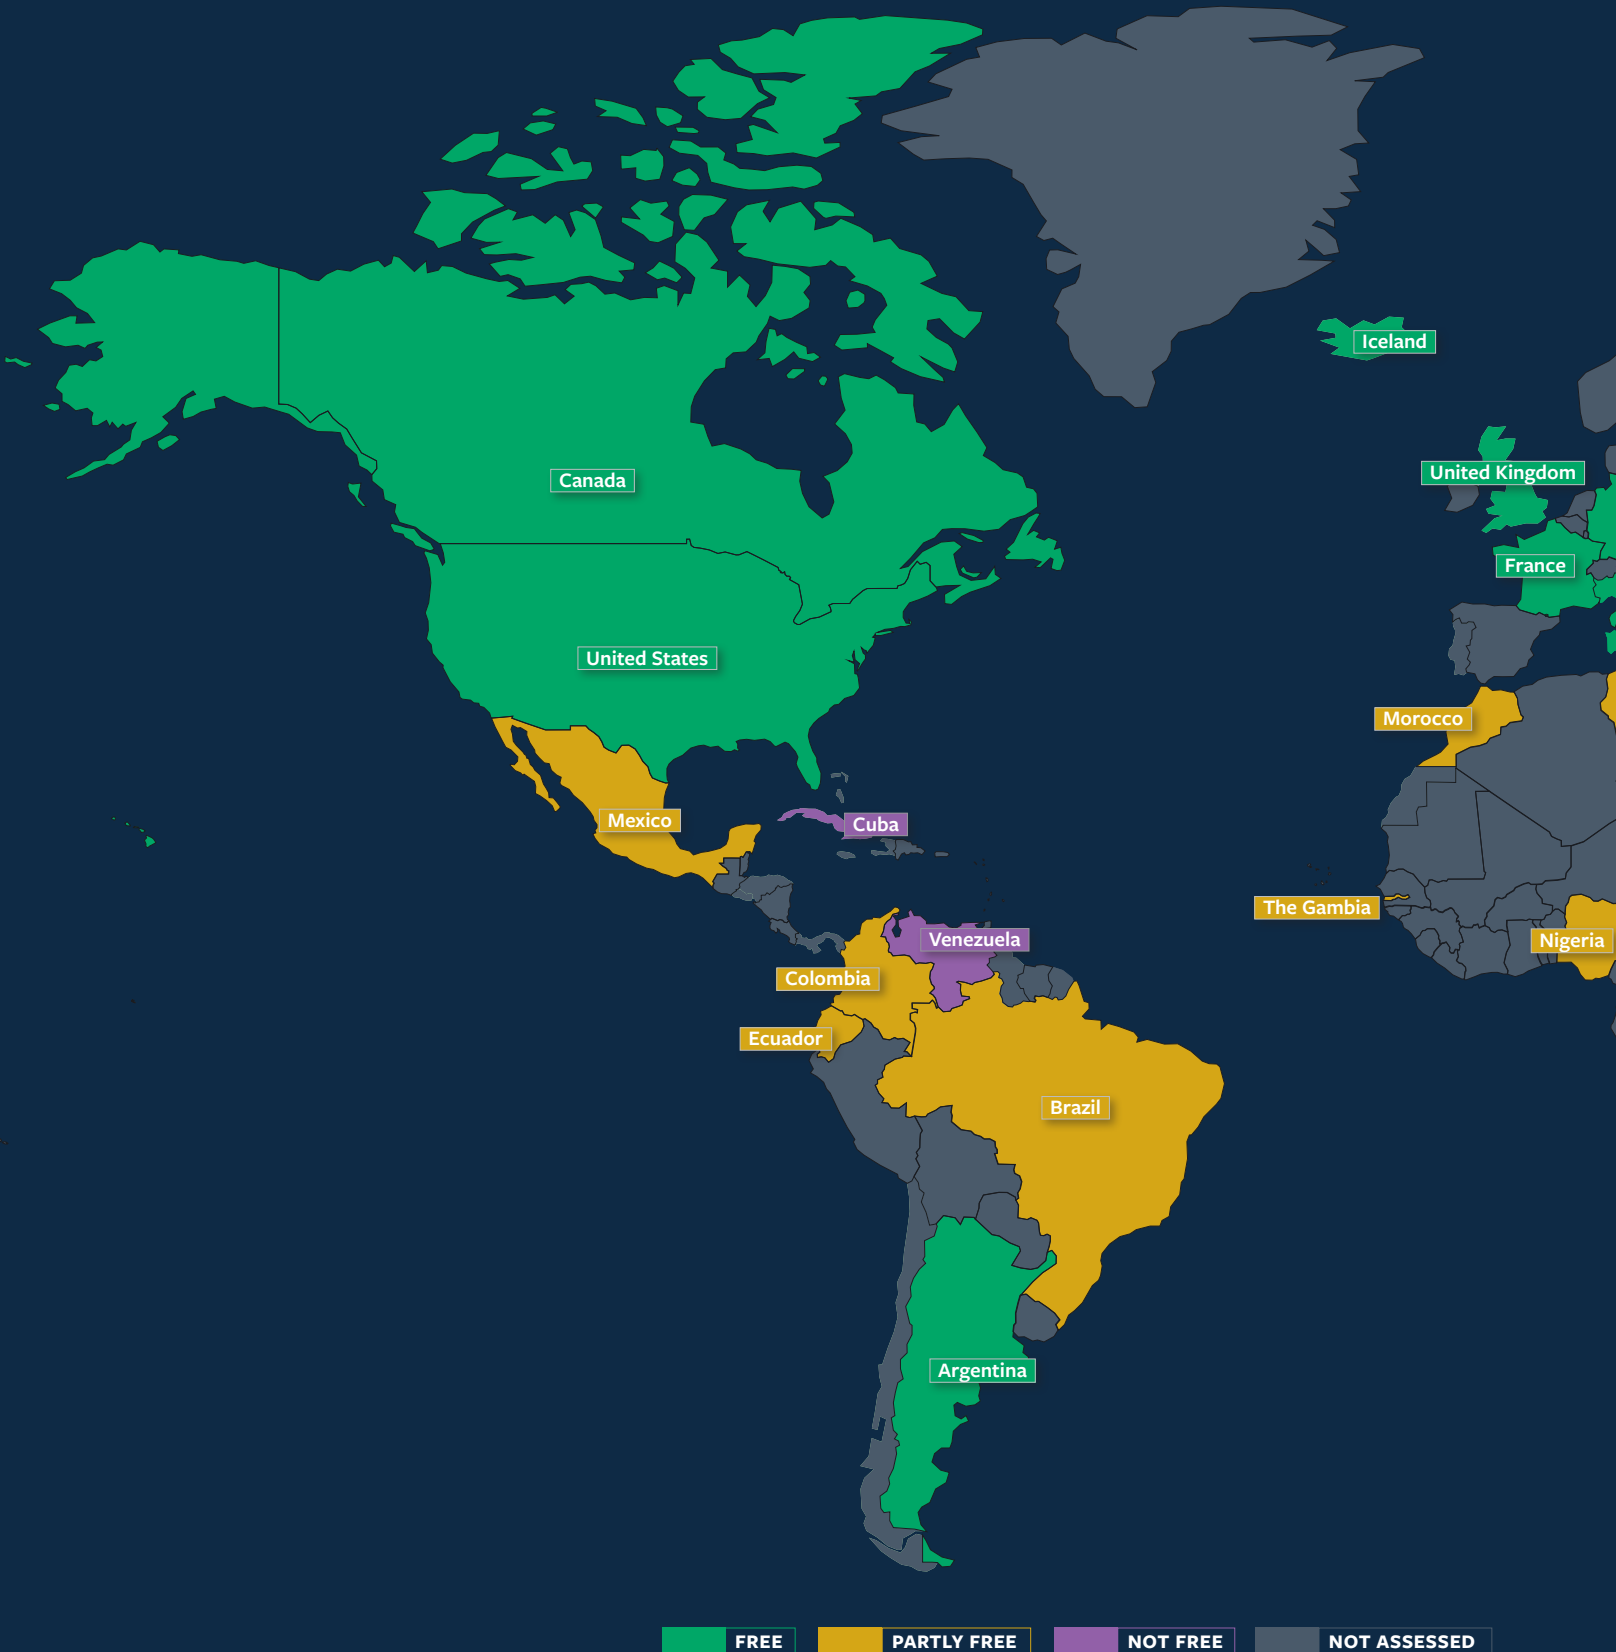 Iceland
United Kingdom
Canada
France
United States
Morocco
Mexico
Cuba
The Gambia
Venezuela
Nigeria
Colombia
Ecuador
Brazil
Argentina
FREE PARTLY FREE NOT FREE NOT ASSESSED